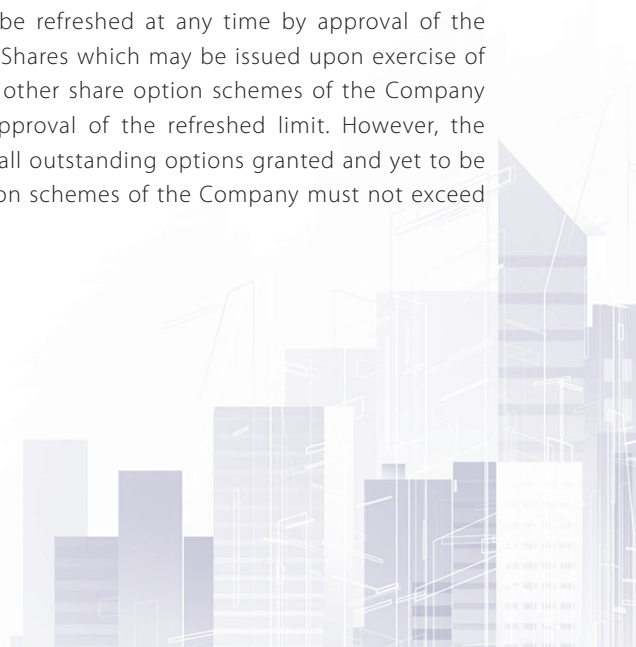 be refreshed at any time by approval of the
Shares which may be issued upon exercise of
other share option schemes of the Company
pproval of the refreshed limit. However, the
all outstanding options granted and yet to be
on schemes of the Company must not exceed